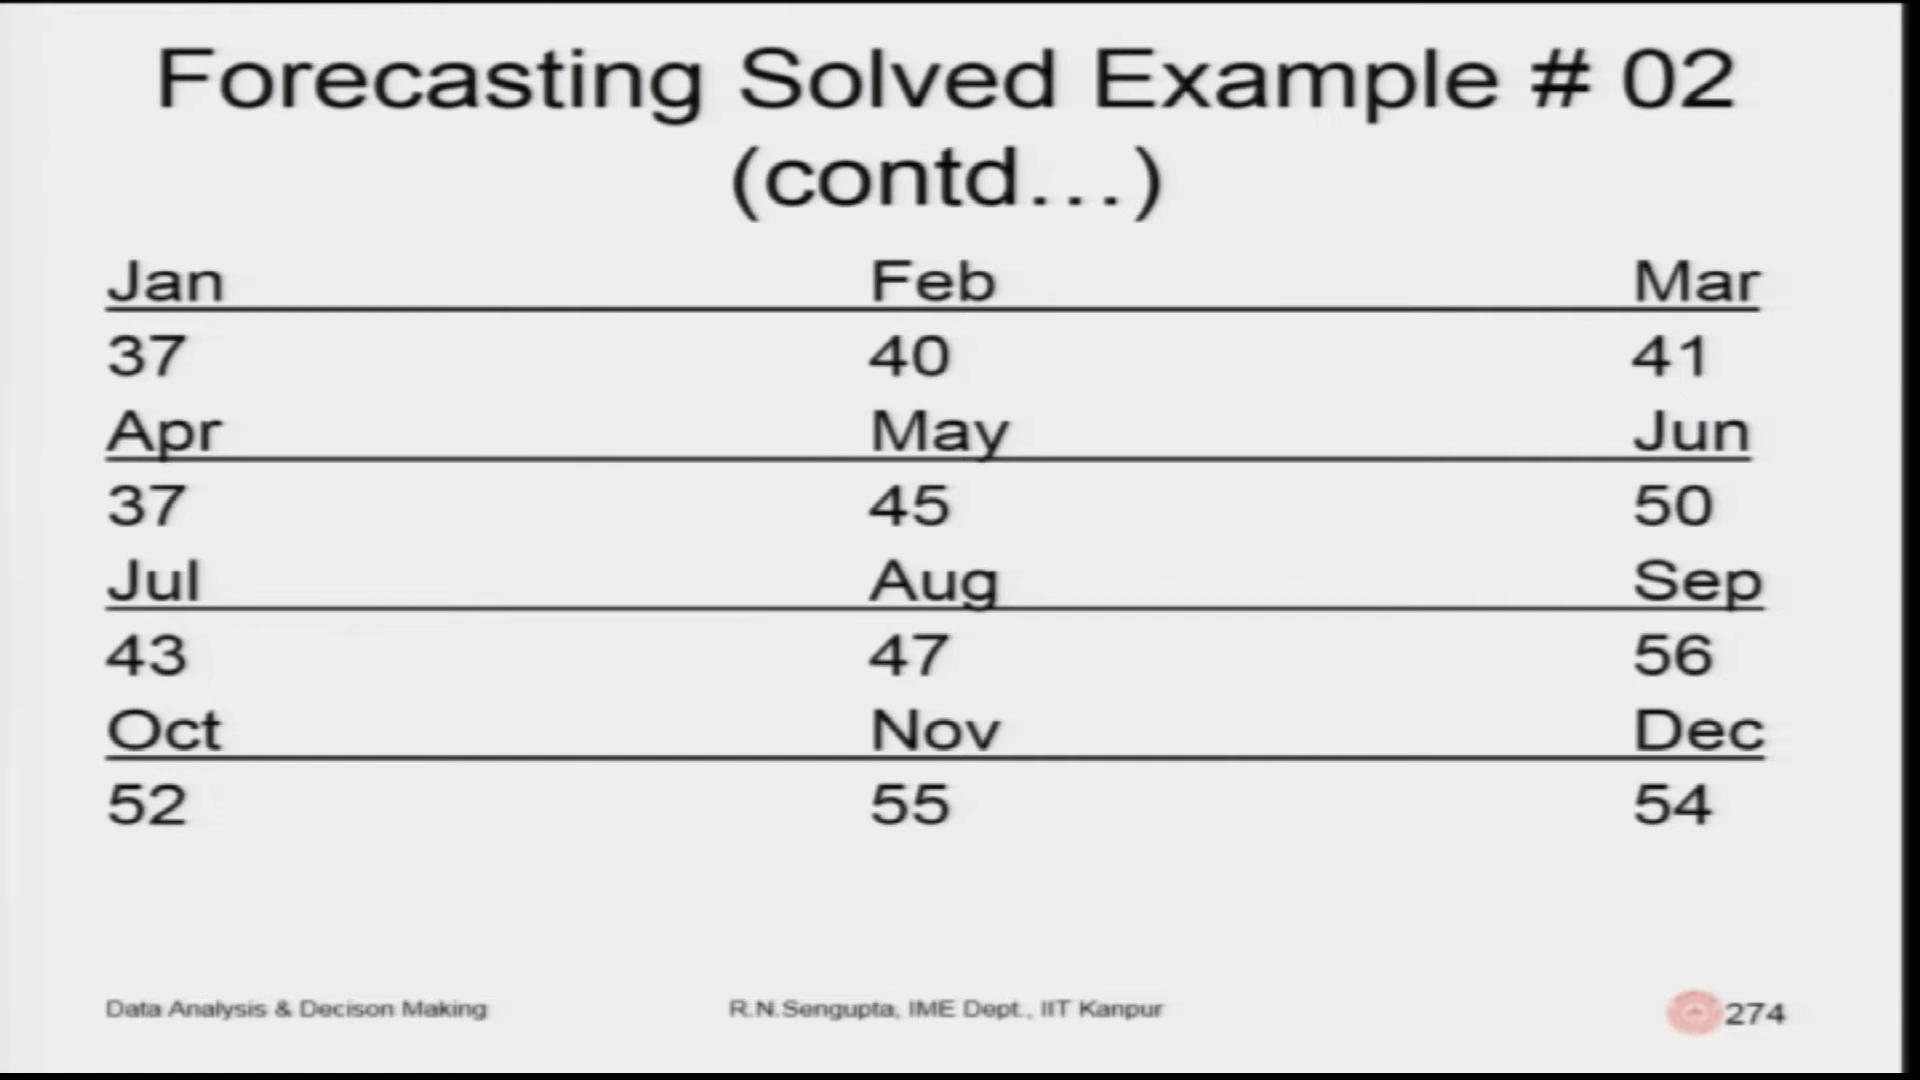 Forecasting Solved Example # 02
(contd…)
Jan Feb Mar
37 40 41
Apr May Jun
37 45 50
Jul Aug Sep
43 47 56
Oct Nov Dec
52 55 54
Data Analysis & Decison Making R.N.Sengupta, IME Dept., IIT Kanpur 274